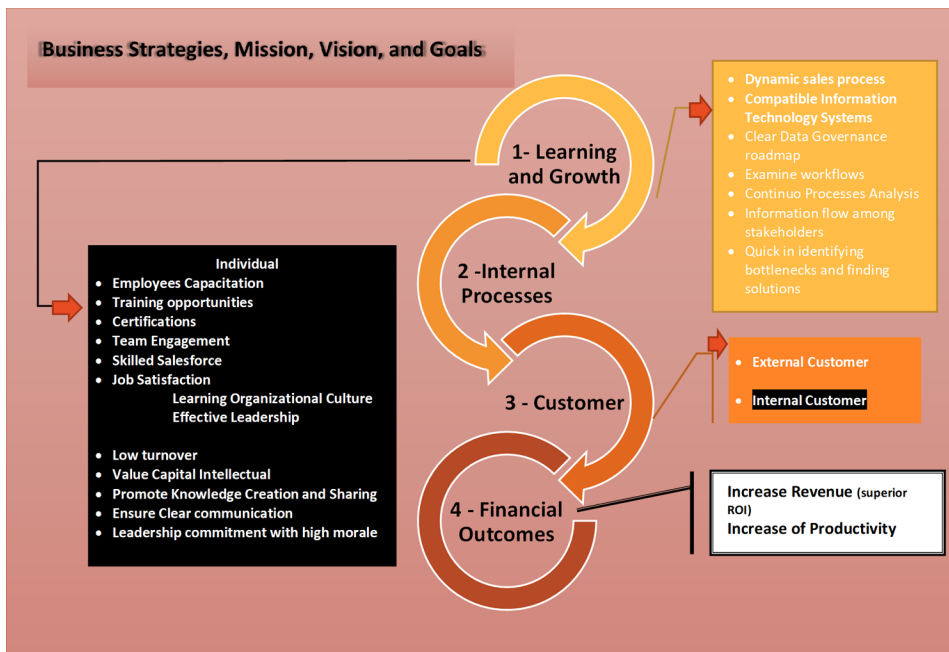 Business Strategies, Mission, Vision, and Goals
1- Learning
and Growth
2 -Internal
Processes
3 - Customer
4 - Financial
Outcomes
Individual
• Employees Capacitation
• Training opportunities
• Certifications
• Team Engagement
• Skilled Salesforce
• Job Satisfaction
Learning Organizational Culture
Effective Leadership
• Low turnover
• Value Capital Intellectual
• Promote Knowledge Creation and Sharing
• Ensure Clear communication
• Leadership commitment with high morale
• Dynamic sales process
• Compatible Information
Technology Systems
• Clear Data Governance
roadmap
• Examine workflows
• Continuo Processes Analysis
• Information flow among
stakeholders
• Quick in identifying
bottlenecks and finding
solutions
• External Customer
• Internal Customer
Increase Revenue (superior
ROI)
Increase of Productivity